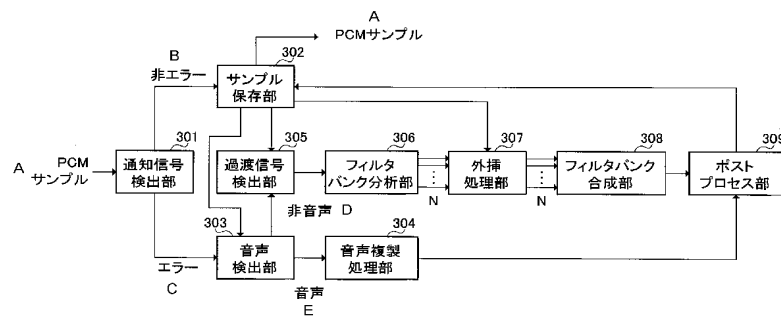 A
PCMサンプル
B
非エラー
302
サンプル
保存部
301
305
306
307
308
309
A
PCM
サンプル
通知信号
検出部
過渡信号
検出部
フィルタ
バンク分析部
N
外挿
処理部
N
フィルタバンク
合成部
ポスト
プロセス部
非音声 D
303
304
エラー
C
音声
検出部
音声
E
音声複製
処理部